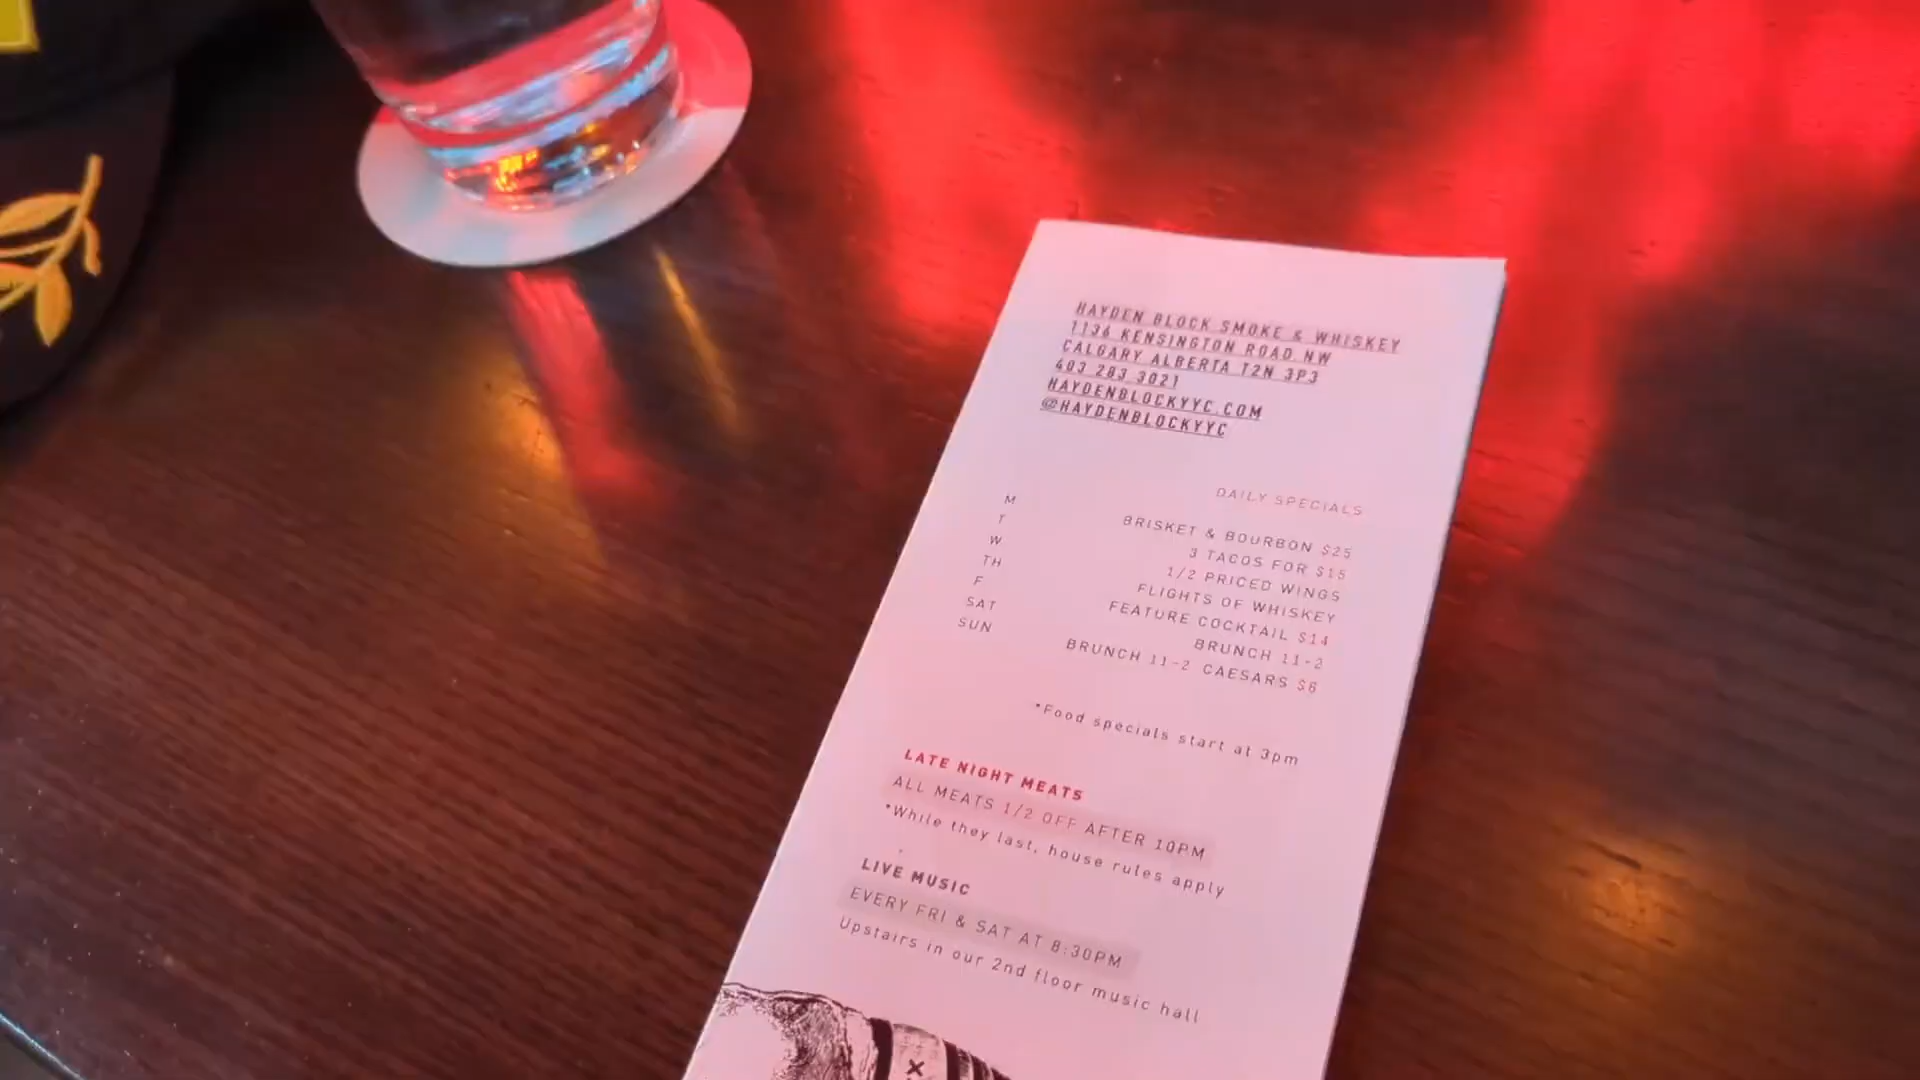 HAYDEN BLOCK SMOKE & WHISKEY
1136 KENSINGTON ROAD NW
CALGARY ALBERTA T2N 3P3
403 283 3021
HAYDENBLOCKYYC.COM
@HAYDENBLOCKYYC
DAILY SPECIALS
M BRISKET & BOURBON $25
T 3 TACOS FOR $15
W 1/2 PRICED WINGS
TH FLIGHTS OF WHISKEY
F FEATURE COCKTAIL $14
SAT BRUNCH 11-2
SUN BRUNCH 11-2 CAESARS $6
*Food specials start at 3pm
LATE NIGHT MEATS
ALL MEATS 1/2 OFF AFTER 10PM
*While they last, house rules apply
LIVE MUSIC
EVERY FRI & SAT AT 8:30PM
Upstairs in our 2nd floor music hall